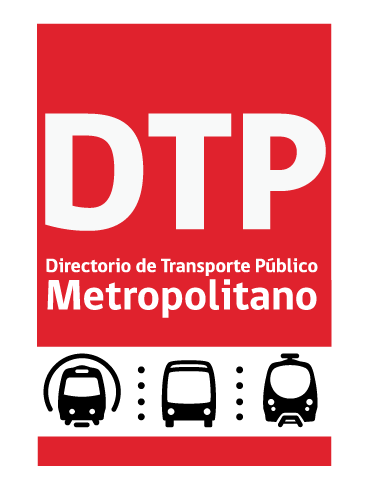 DTP
Directorio de Transporte Público
Metropolitano